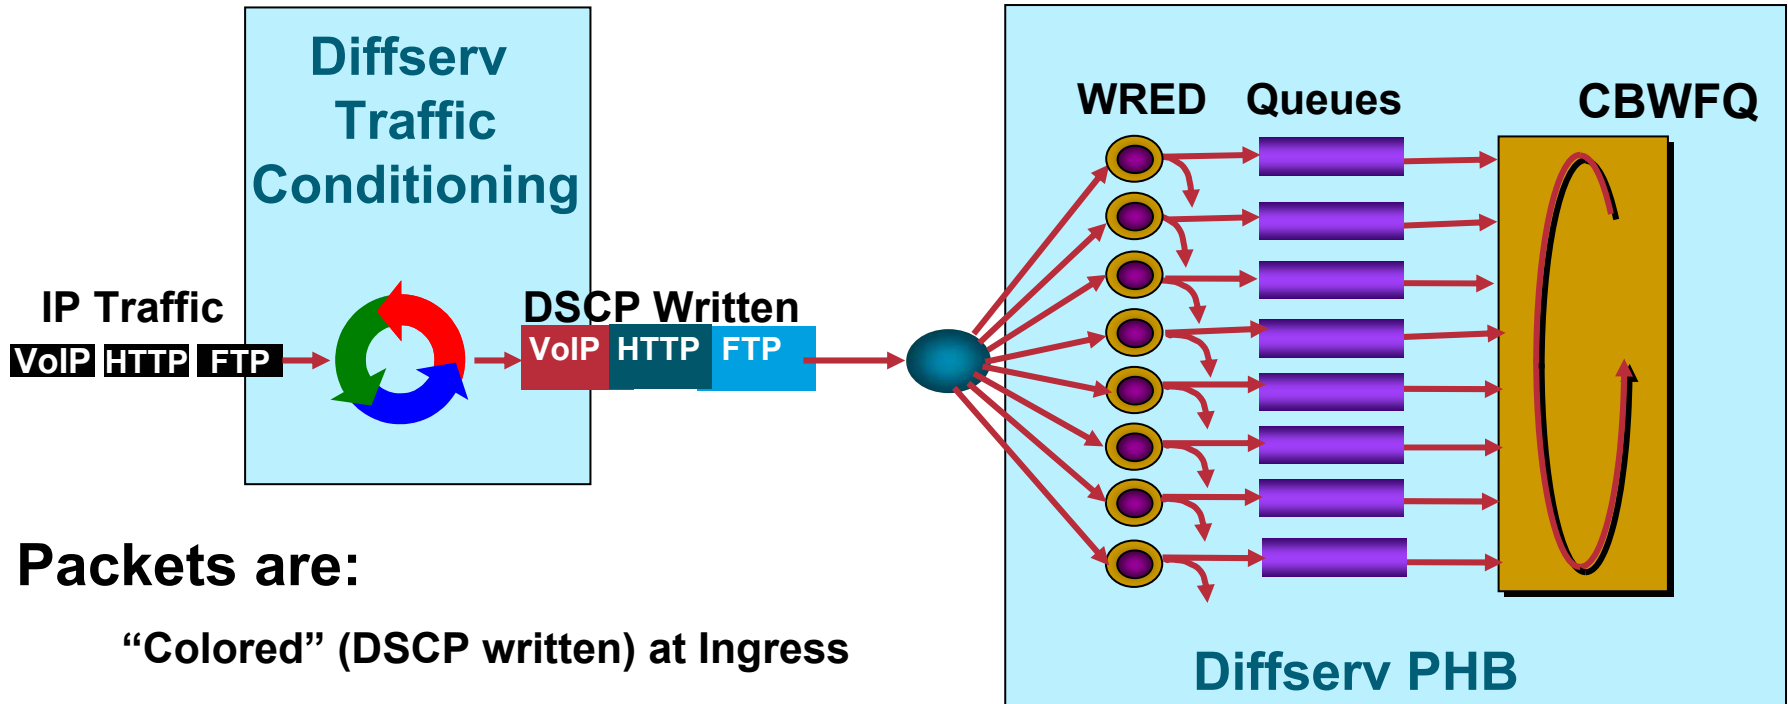 Diffserv
Traffic
Conditioning
IP Traffic
VoIP HTTP FTP
DSCP Written
VoIP HTTP FTP
WRED Queues CBWFQ
Packets are:
“Colored” (DSCP written) at Ingress
Diffserv PHB